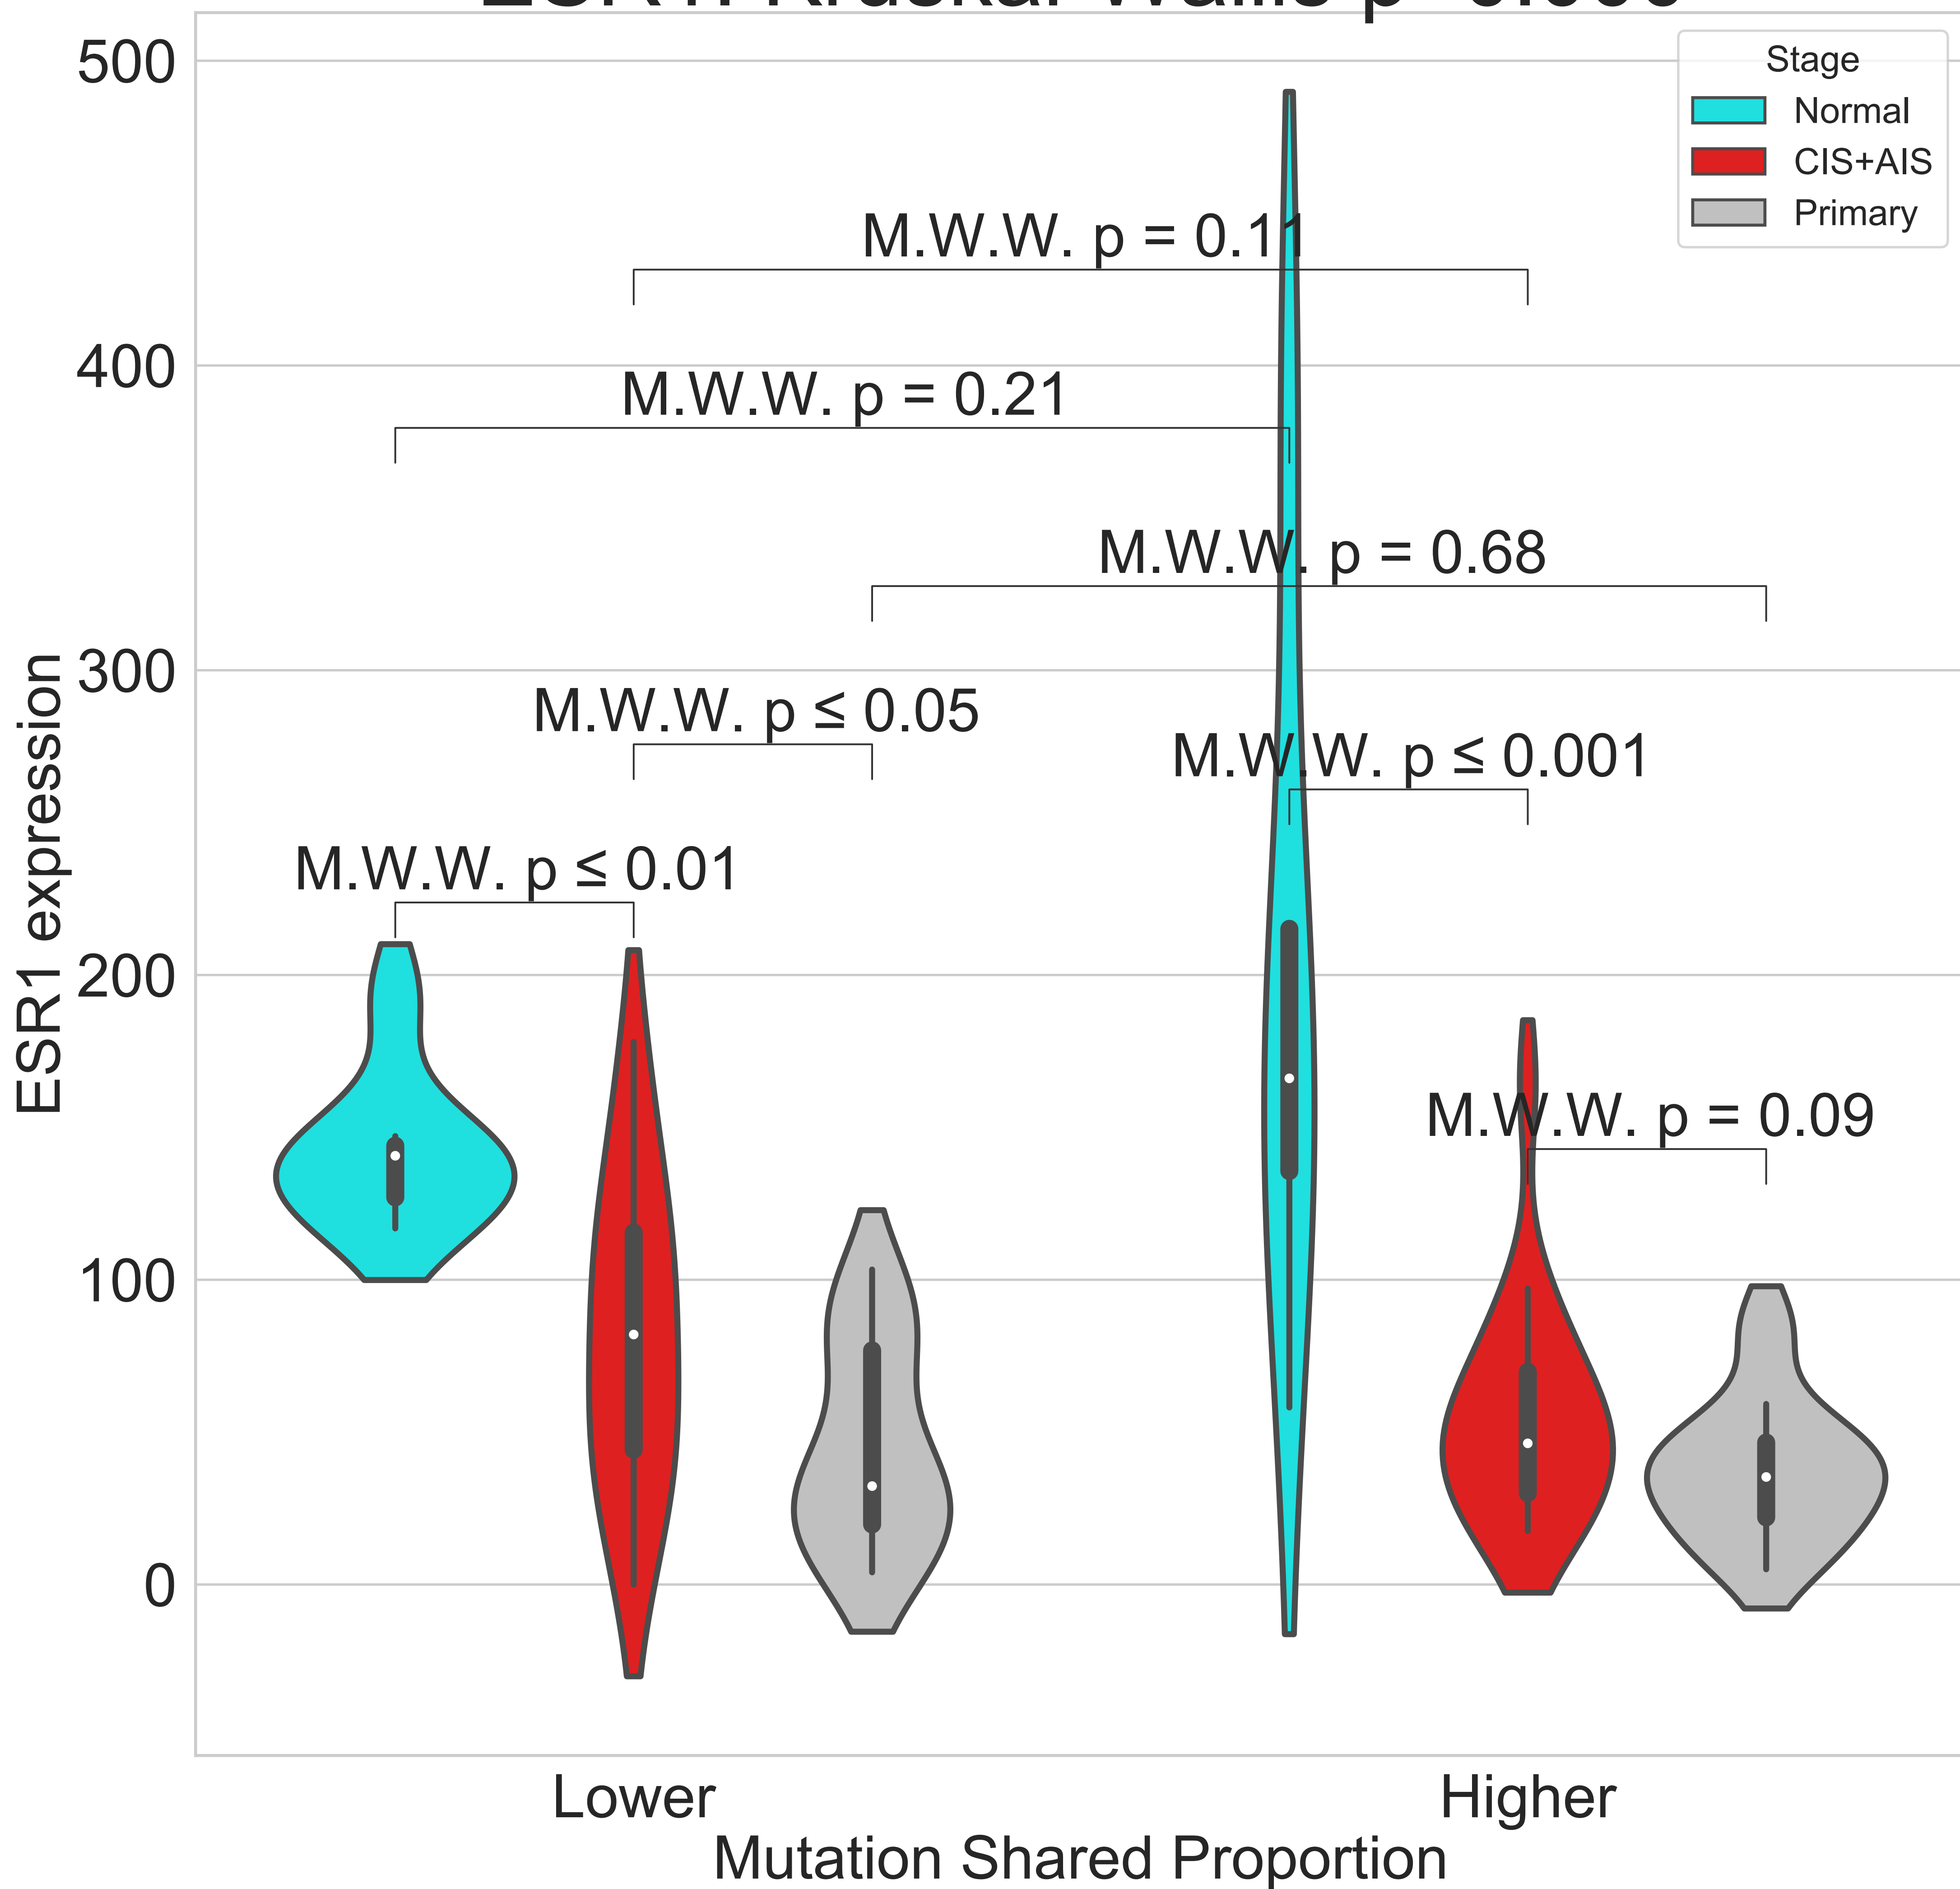 500
400
300
200
100
0
ESR1 expression
Stage
Normal
CIS+AIS
Primary
M.W.W. p = 0.11
M.W.W. p = 0.21
M.W.W. p = 0.68
M.W.W. p ≤ 0.05
M.W.W. p ≤ 0.001
M.W.W. p ≤ 0.01
M.W.W. p = 0.09
Lower
Higher
Mutation Shared Proportion